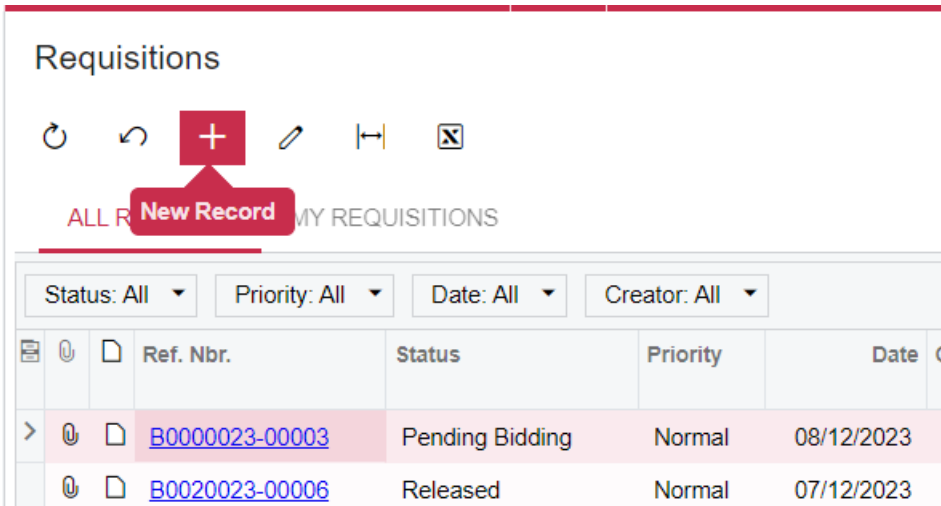 Requisitions
New Record
ALL R MY REQUISITIONS
Status: All Priority: All Date: All Creator: All
Ref. Nbr. Status Priority Date
B0000023-00003 Pending Bidding Normal 08/12/2023
B0020023-00006 Released Normal 07/12/2023